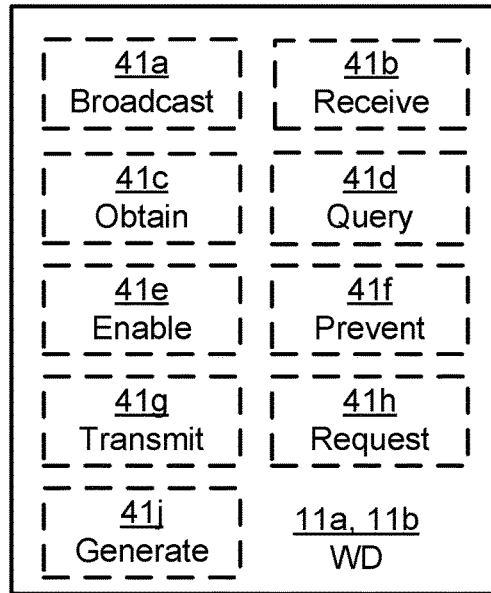 41a
Broadcast
41b
Receive
41c
Obtain
41d
Query
41e
Enable
41f
Prevent
41g
Transmit
41h
Request
41j
Generate
11a, 11b
WD